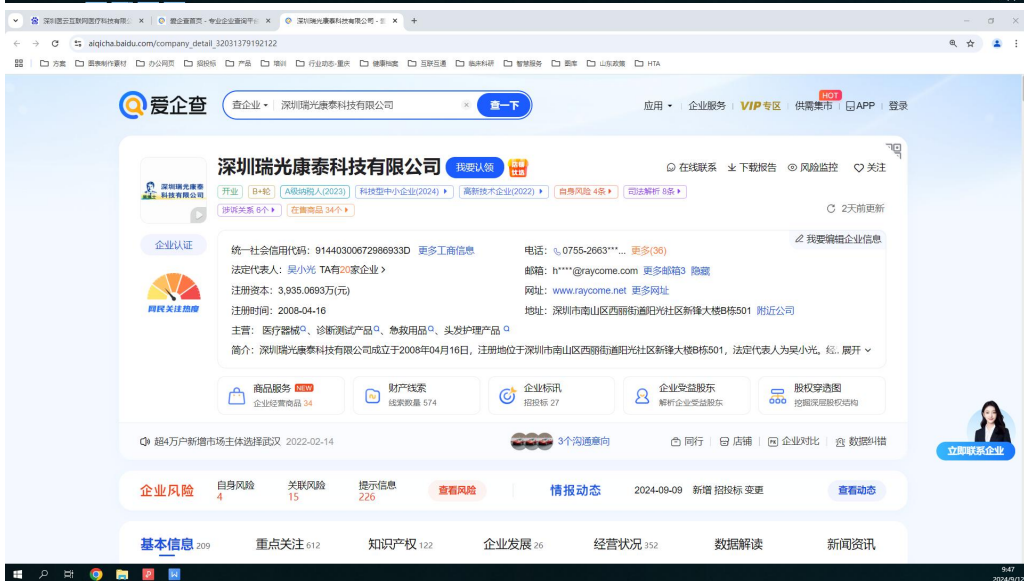 深圳医云互联网医疗科技有限
爱企查首页 - 专业企业查询平台
深圳瑞光康泰科技有限公司 -
aiqicha.baidu.com/company_detail_32031379192122
方案 图表制作素材 办公网页 招投标 产品 培训 行业动态-重庆 健康档案 互联互通 临床科研 智慧服务 图库 山东政策 HTA
爱企查 查企业 深圳瑞光康泰科技有限公司 查一下 应用 企业服务 VIP专区 供需集市 HOT APP 登录
深圳瑞光康泰
科技有限公司
深圳瑞光康泰科技有限公司 我要认领 在线联系 下载报告 风险监控 关注
开业 B+轮 A级纳税人(2023) 科技型中小企业(2024) 高新技术企业(2022) 自身风险 4条 司法解析 8条
涉诉关系 6个 在售商品 34个 2天前更新
企业认证
网民关注热度
我要编辑企业信息
统一社会信用代码：91440300672986933D 更多工商信息 电话：0755-2663***... 更多(36)
法定代表人：吴小光 TA有20家企业 邮箱：h****@raycome.com 更多邮箱3 隐藏
注册资本：3,935.0693万(元) 网址：www.raycome.net 更多网址
注册时间：2008-04-16 地址：深圳市南山区西丽街道阳光社区新锋大楼B栋501 附近公司
主营：医疗器械、诊断测试产品、急救用品、头发护理产品
简介：深圳瑞光康泰科技有限公司成立于2008年04月16日，注册地位于深圳市南山区西丽街道阳光社区新锋大楼B栋501，法定代表人为吴小光。经.. 展开
商品服务 NEW 财产线索 企业标讯 企业受益股东 股权穿透图
企业经营商品 34 线索数量 574 招投标 27 解析企业受益股东 挖掘深层股权结构
超4万户新增市场主体选择武汉 2022-02-14 3个沟通意向 同行 店铺 企业对比 数据纠错
立即联系企业
企业风险 自身风险 4 关联风险 15 提示信息 226 查看风险 情报动态 2024-09-09 新增 招投标 变更 查看动态
基本信息 209 重点关注 612 知识产权 122 企业发展 26 经营状况 352 数据解读 新闻资讯
9:47
2024/9/12